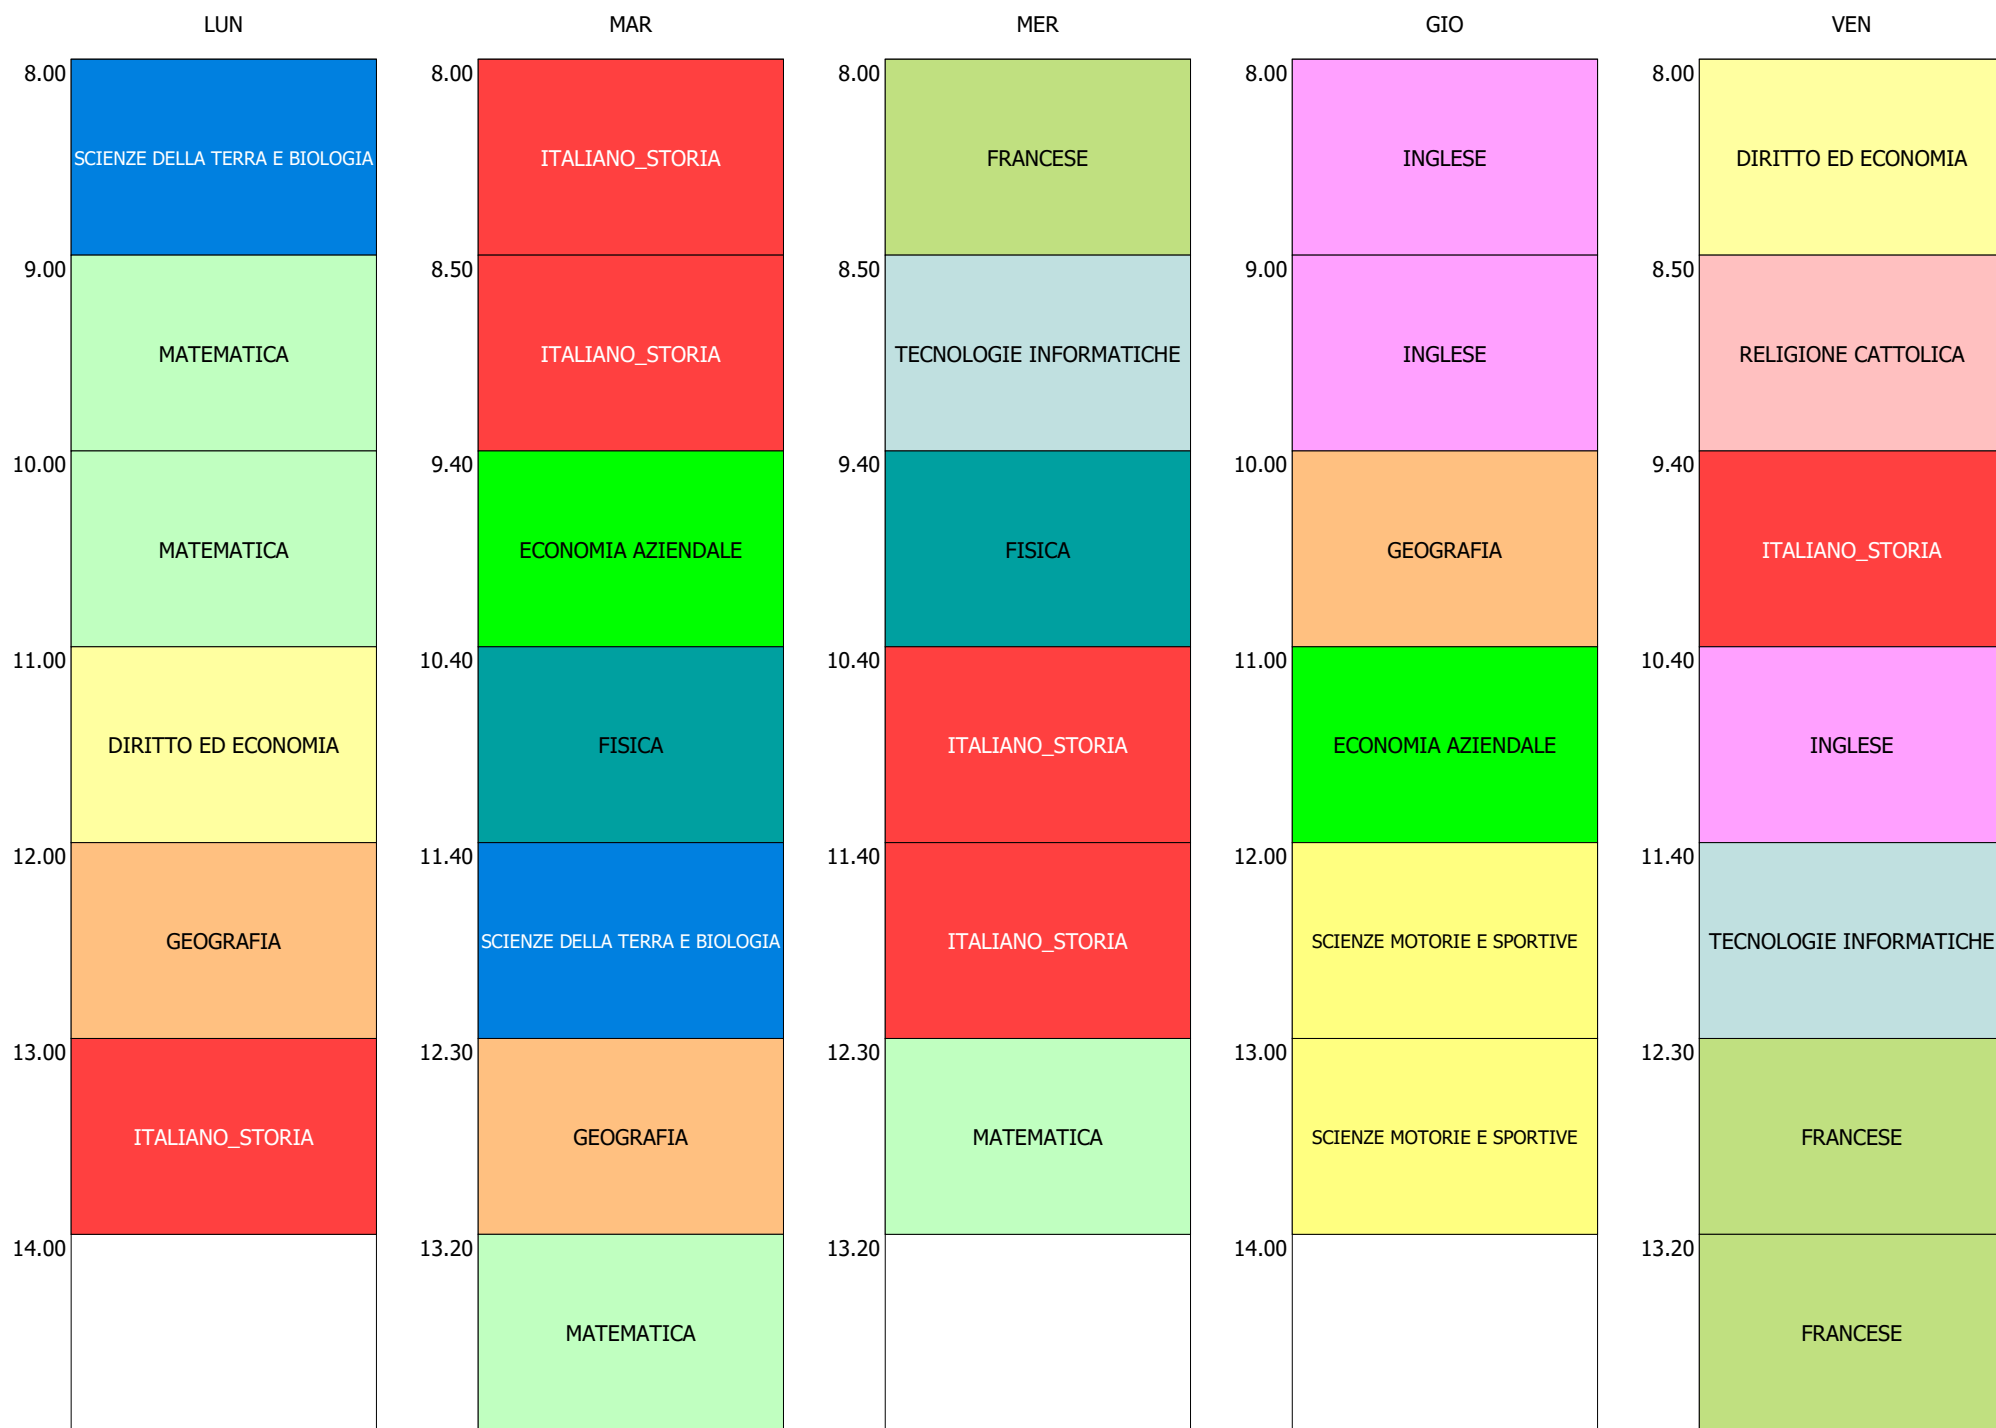 LUN MAR MER GIO VEN
8.00 SCIENZE DELLA TERRA E BIOLOGIA 8.00 ITALIANO_STORIA 8.00 FRANCESE 8.00 INGLESE 8.00 DIRITTO ED ECONOMIA
9.00 MATEMATICA 8.50 ITALIANO_STORIA 8.50 TECNOLOGIE INFORMATICHE 9.00 INGLESE 8.50 RELIGIONE CATTOLICA
10.00 MATEMATICA 9.40 ECONOMIA AZIENDALE 9.40 FISICA 10.00 GEOGRAFIA 9.40 ITALIANO_STORIA
11.00 DIRITTO ED ECONOMIA 10.40 FISICA 10.40 ITALIANO_STORIA 11.00 ECONOMIA AZIENDALE 10.40 INGLESE
12.00 GEOGRAFIA 11.40 SCIENZE DELLA TERRA E BIOLOGIA 11.40 ITALIANO_STORIA 12.00 SCIENZE MOTORIE E SPORTIVE 11.40 TECNOLOGIE INFORMATICHE
13.00 ITALIANO_STORIA 12.30 GEOGRAFIA 12.30 MATEMATICA 13.00 SCIENZE MOTORIE E SPORTIVE 12.30 FRANCESE
14.00 13.20 MATEMATICA 13.20 14.00 13.20 FRANCESE